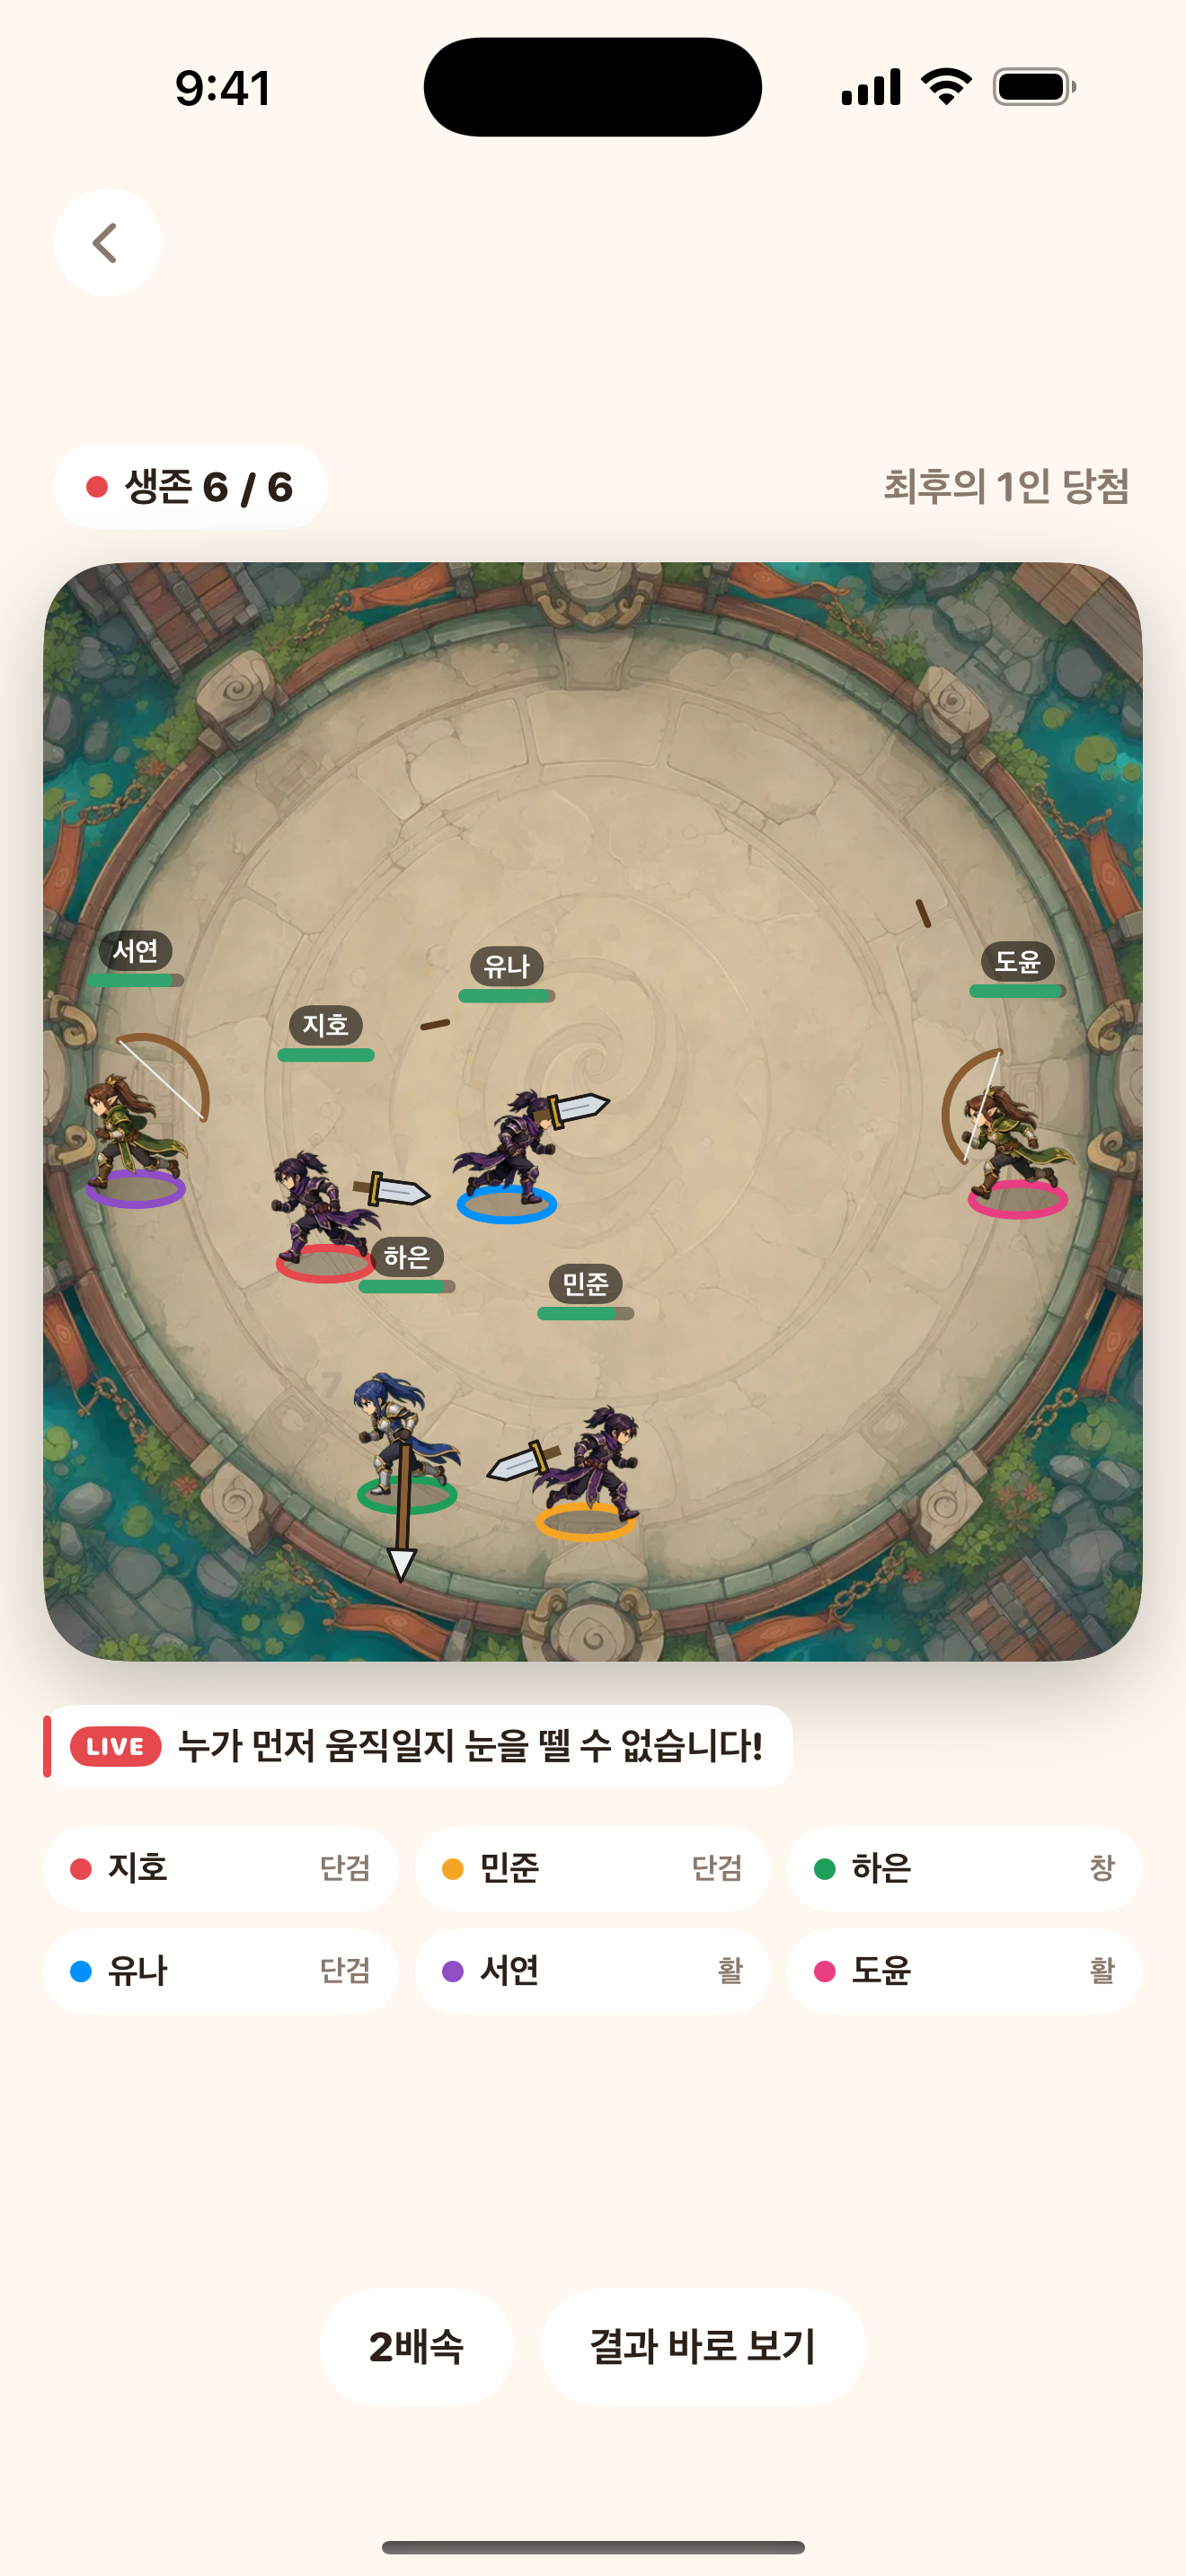 9:41
생존 6 / 6
최후의 1인 당첨
서연
유나
도윤
지호
하은
민준
-7
LIVE 누가 먼저 움직일지 눈을 뗄 수 없습니다!
지호 단검
민준 단검
하은 창
유나 단검
서연 활
도윤 활
2배속
결과 바로 보기